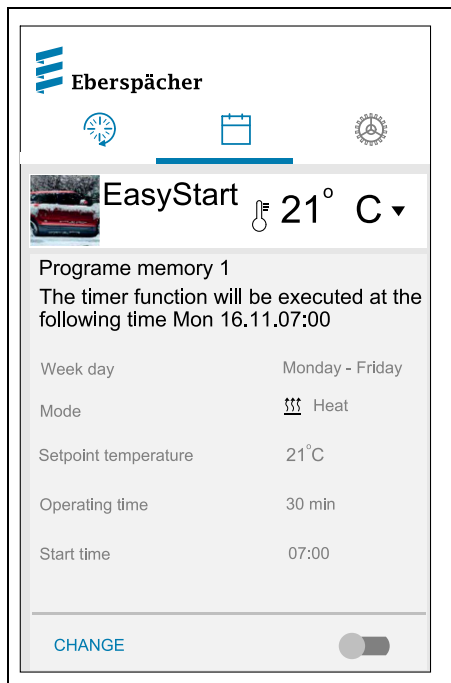 Eberspächer
EasyStart 21° C
Programe memory 1
The timer function will be executed at the
following time Mon 16.11.07:00
Week day Monday - Friday
Mode Heat
Setpoint temperature 21°C
Operating time 30 min
Start time 07:00
CHANGE